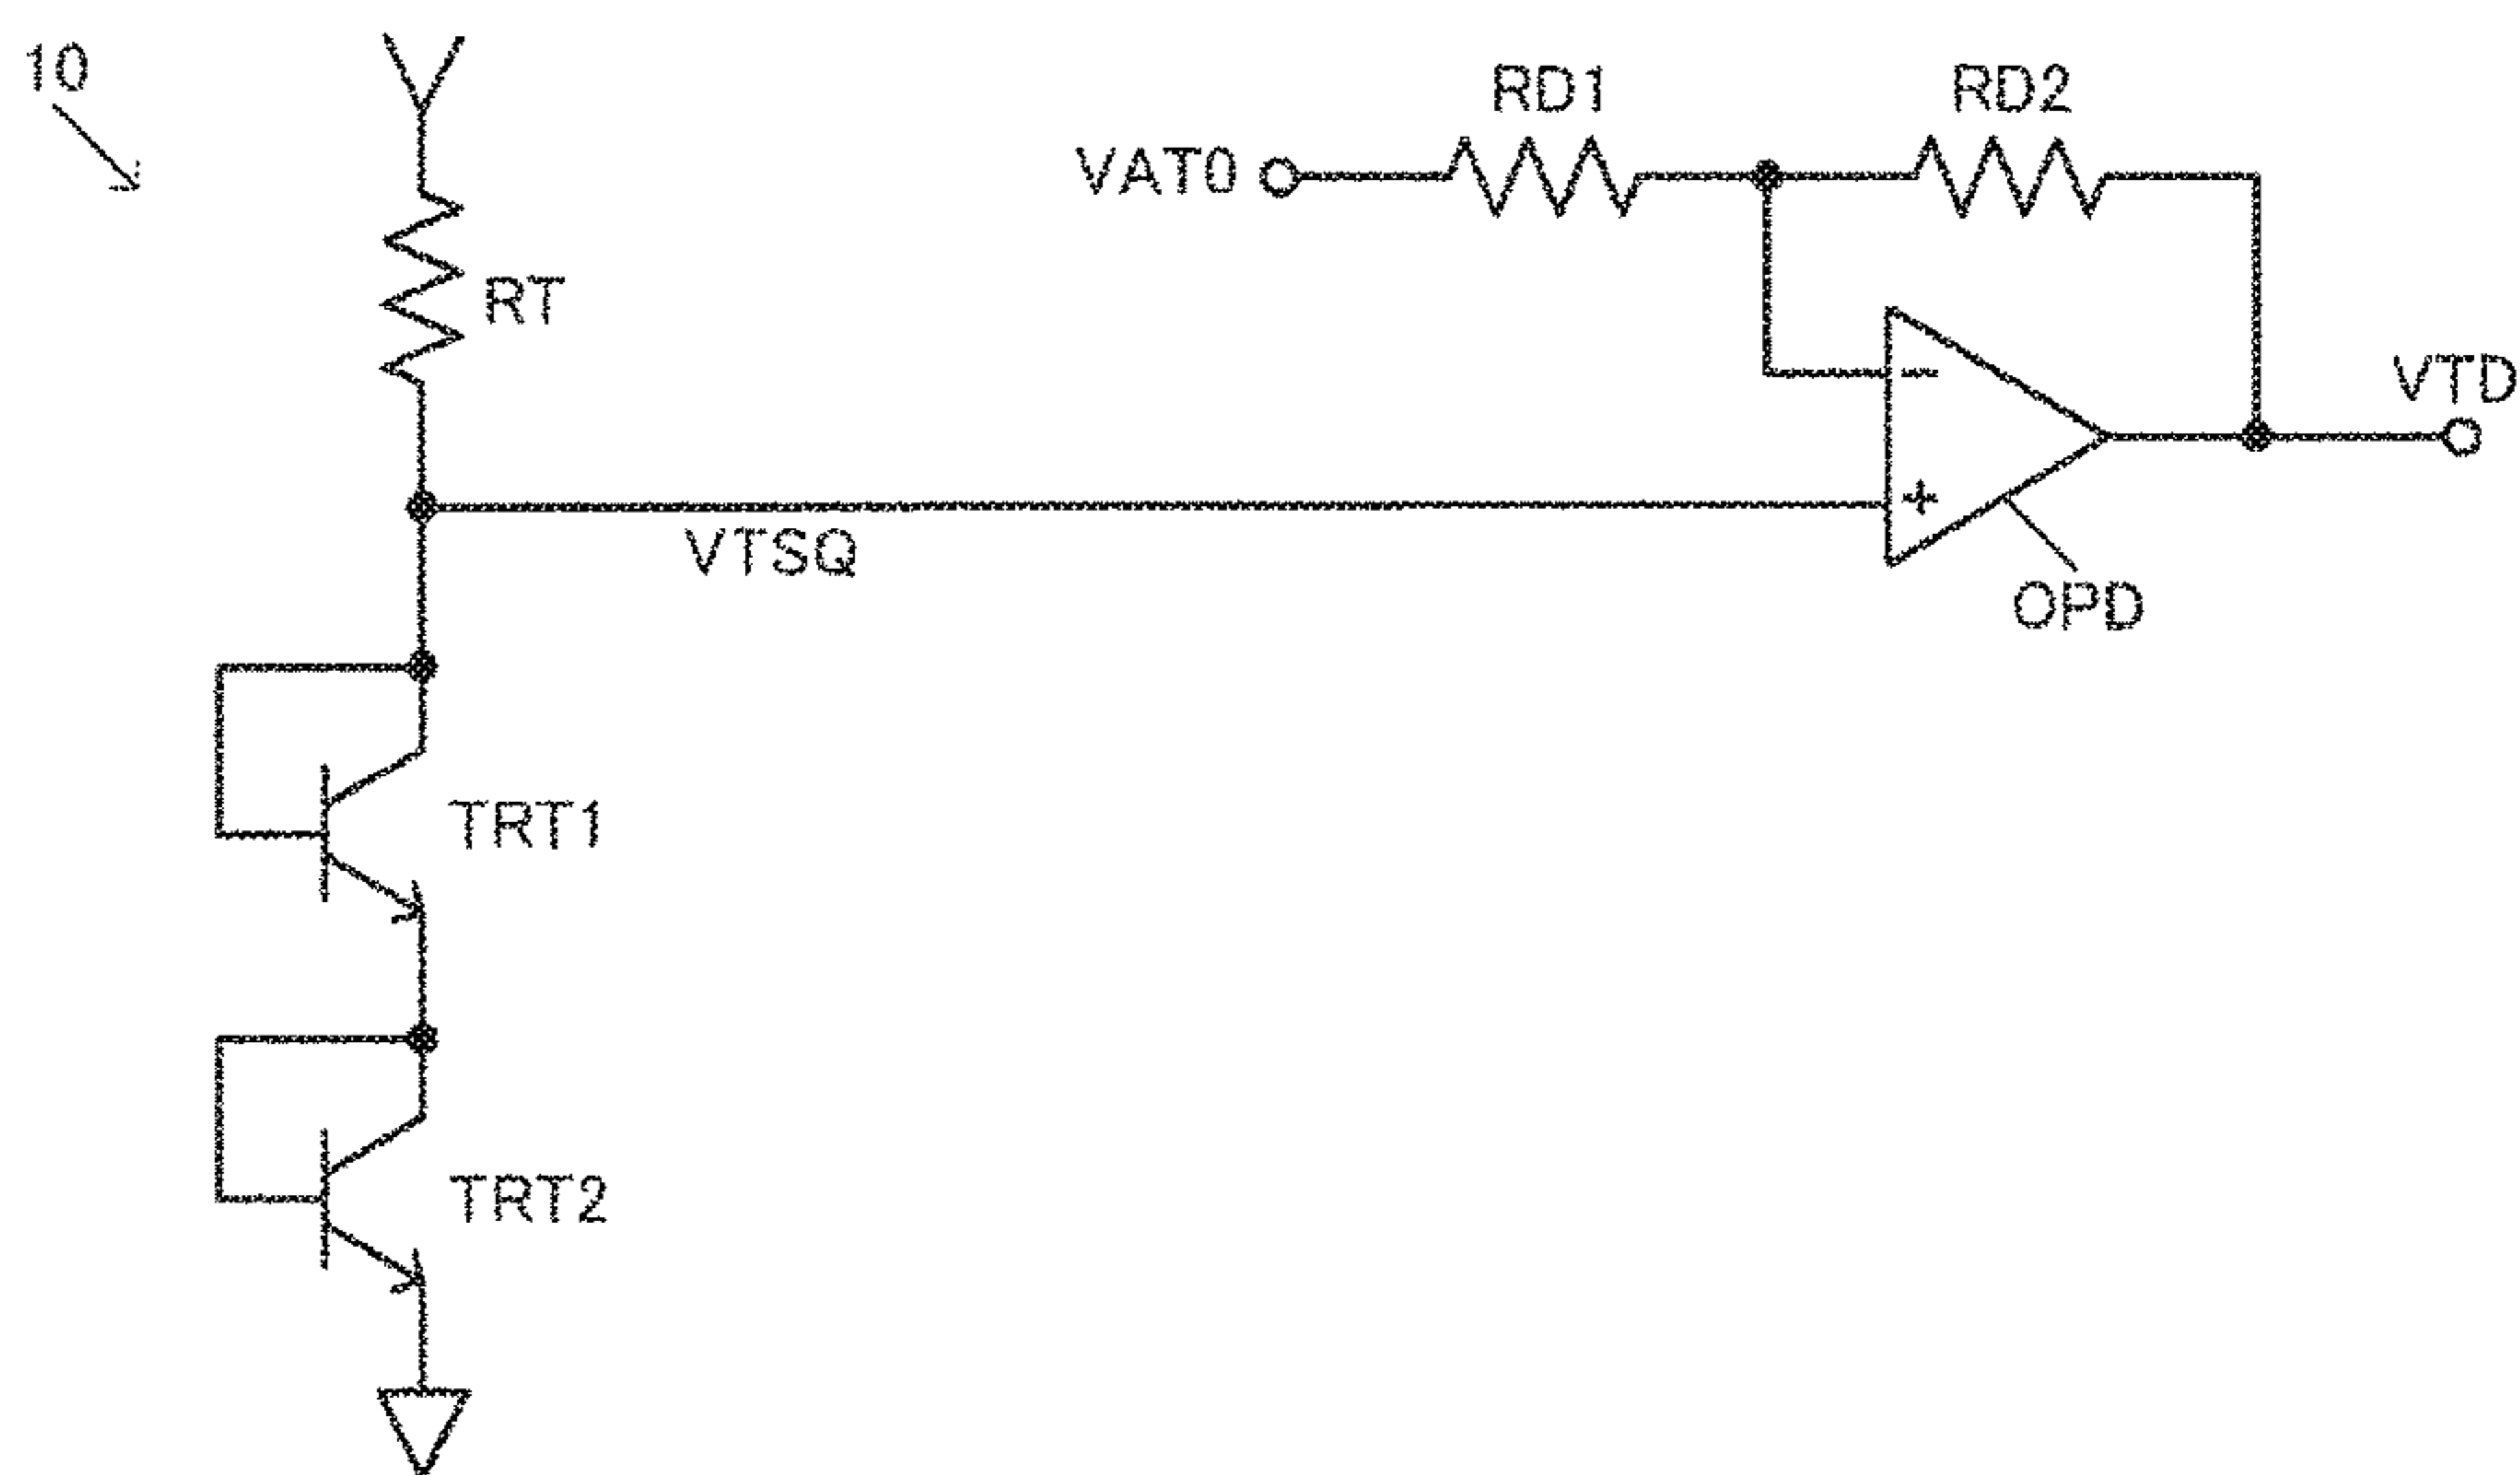 10
RD1
RD2
VAT0
RT
VTD
-
+
VTSQ
OPD
TRT1
TRT2